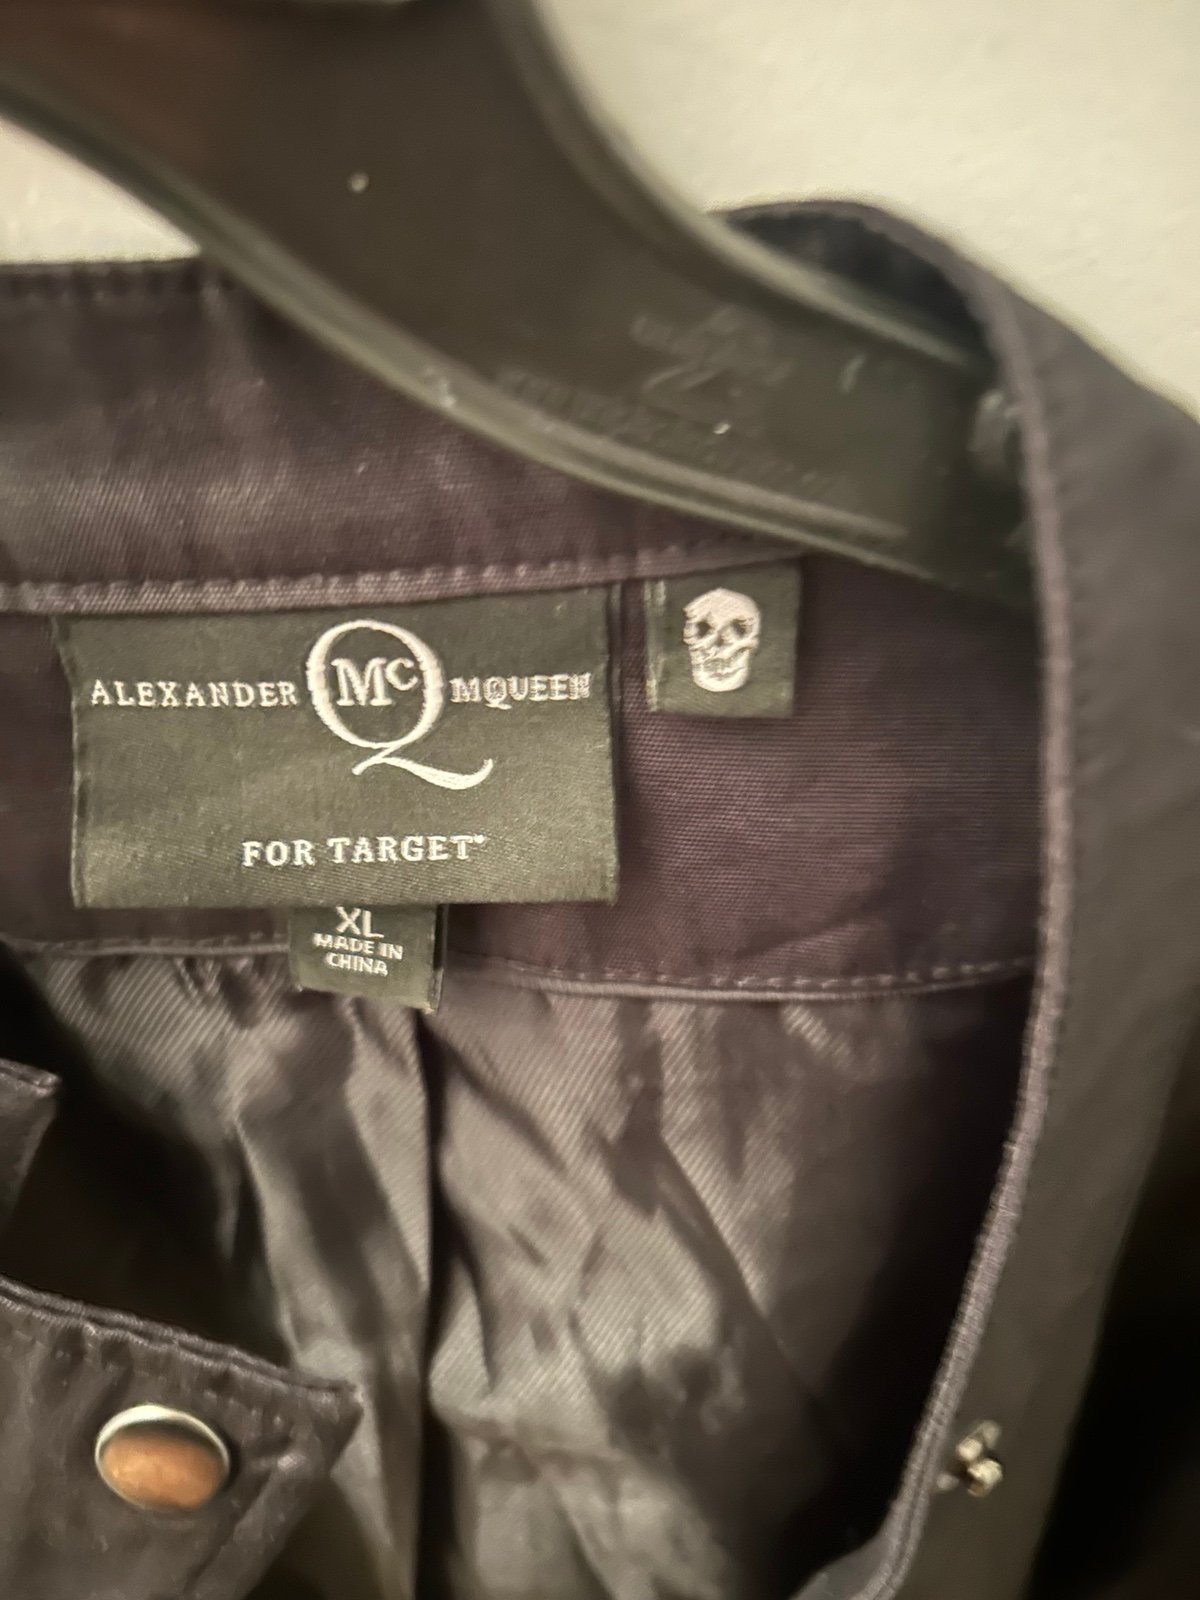 ALEXANDER McQ MQUEEN
FOR TARGET
XL
MADE IN
CHINA